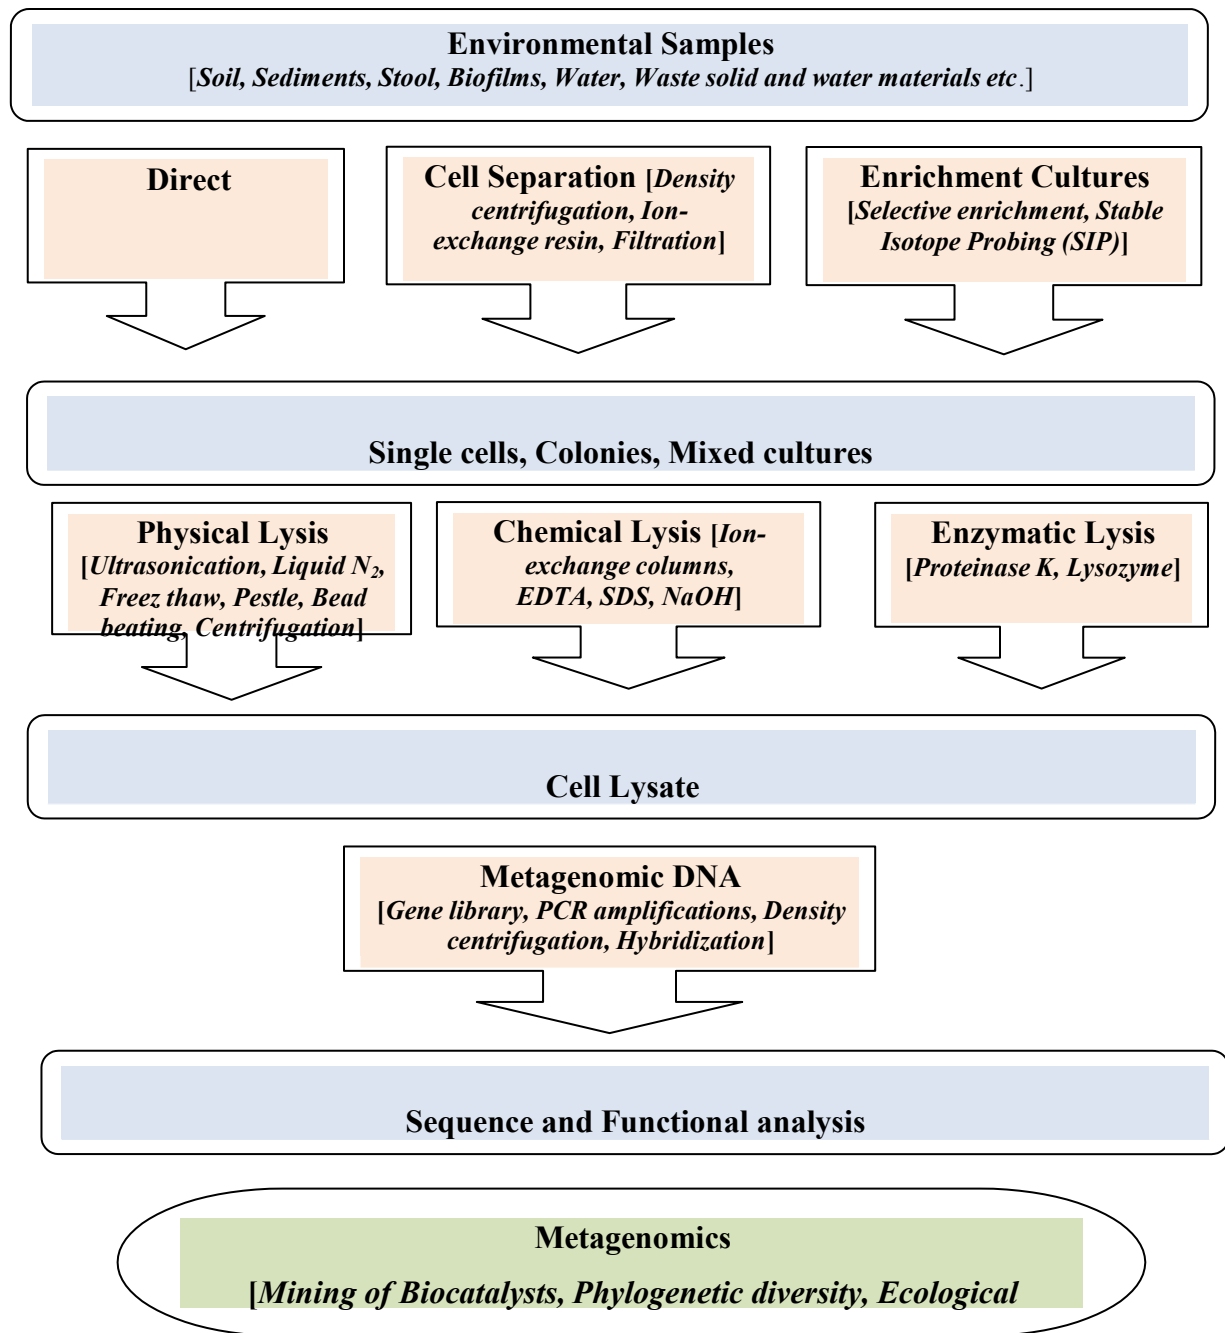 Environmental Samples
[Soil, Sediments, Stool, Biofilms, Water, Waste solid and water materials etc.]
Direct
Cell Separation [Density
centrifugation, Ion-
exchange resin, Filtration]
Enrichment Cultures
[Selective enrichment, Stable
Isotope Probing (SIP)]
Single cells, Colonies, Mixed cultures
Physical Lysis
[Ultrasonication, Liquid N₂,
Freez thaw, Pestle, Bead
beating, Centrifugation]
Chemical Lysis [Ion-
exchange columns,
EDTA, SDS, NaOH]
Enzymatic Lysis
[Proteinase K, Lysozyme]
Cell Lysate
Metagenomic DNA
[Gene library, PCR amplifications, Density
centrifugation, Hybridization]
Sequence and Functional analysis
Metagenomics
[Mining of Biocatalysts, Phylogenetic diversity, Ecological